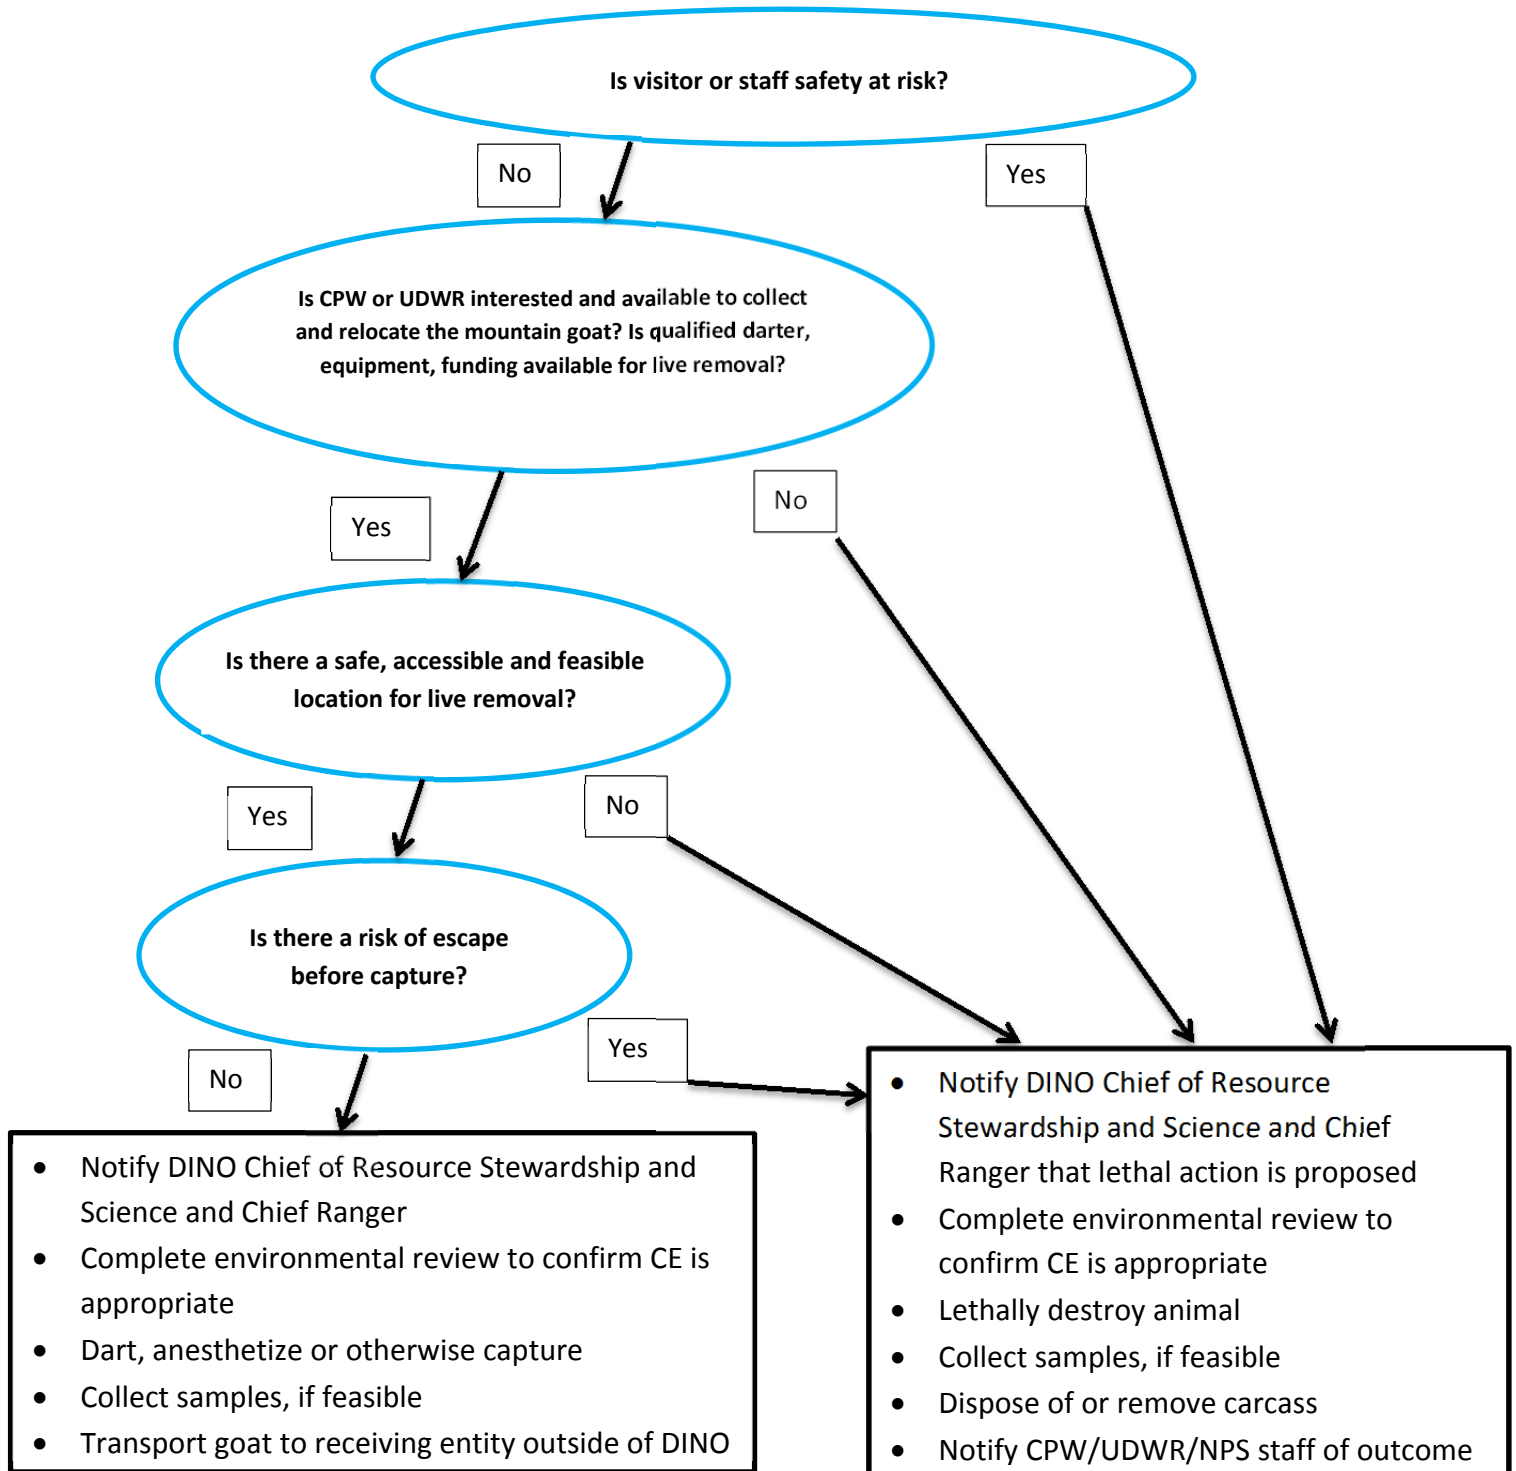 Is visitor or staff safety at risk?
No
Yes
Is CPW or UDWR interested and available to collect
and relocate the mountain goat? Is qualified darter,
equipment, funding available for live removal?
Yes
No
Is there a safe, accessible and feasible
location for live removal?
Yes
No
Is there a risk of escape
before capture?
No
Yes
• Notify DINO Chief of Resource Stewardship and
Science and Chief Ranger
• Complete environmental review to confirm CE is
appropriate
• Dart, anesthetize or otherwise capture
• Collect samples, if feasible
• Transport goat to receiving entity outside of DINO
• Notify DINO Chief of Resource
Stewardship and Science and Chief
Ranger that lethal action is proposed
• Complete environmental review to
confirm CE is appropriate
• Lethally destroy animal
• Collect samples, if feasible
• Dispose of or remove carcass
• Notify CPW/UDWR/NPS staff of outcome